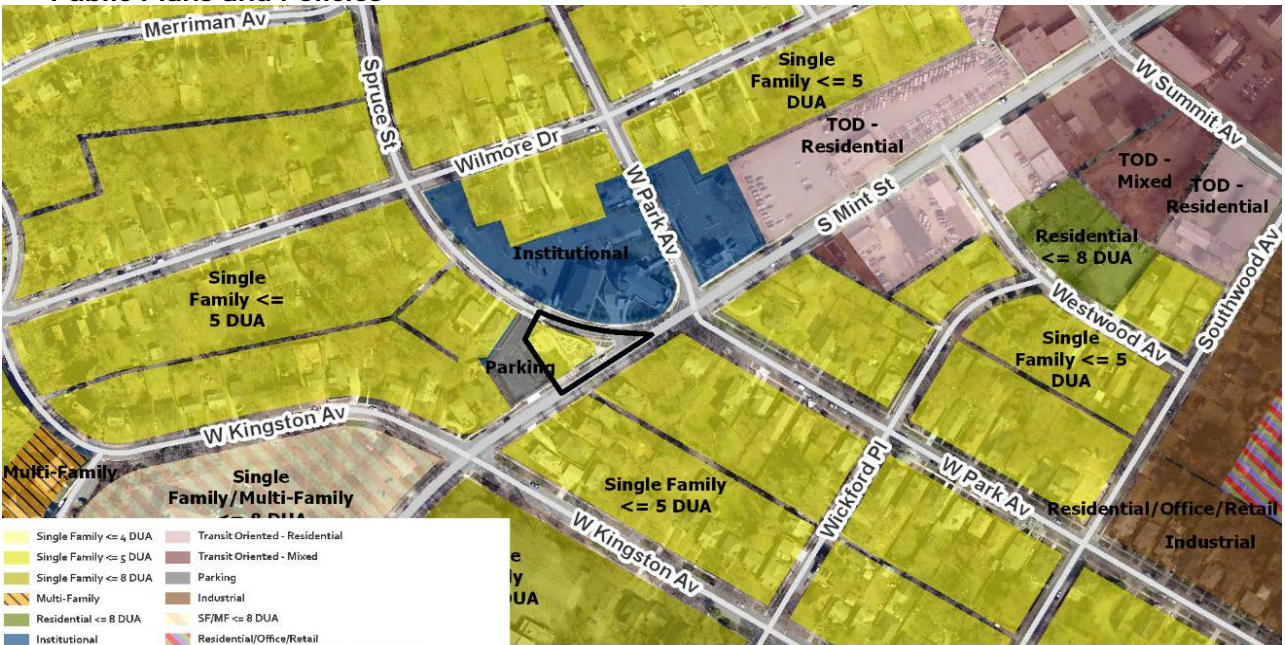 Public Plans and Policies
Merriman Av
Spruce St
Wilmore Dr
W Park Av
Single
Family <= 5
DUA
TOD -
Residential
S Mint St
W Summit Av
TOD -
Mixed
TOD -
Residential
Residential
<= 8 DUA
Southwood Av
Westwood Av
Institutional
Single
Family <=
5 DUA
Parking
Single
Family <= 5
DUA
W Kingston Av
Multi-Family
Single
Family/Multi-Family
<= 8 DUA
Single Family
<= 5 DUA
Wickford Pl
W Park Av
Residential/Office/Retail
Industrial
W Kingston Av
Single Family <= 4 DUA
Single Family <= 5 DUA
Single Family <= 8 DUA
Multi-Family
Residential <= 8 DUA
Institutional
Transit Oriented - Residential
Transit Oriented - Mixed
Parking
Industrial
SF/MF <= 8 DUA
Residential/Office/Retail